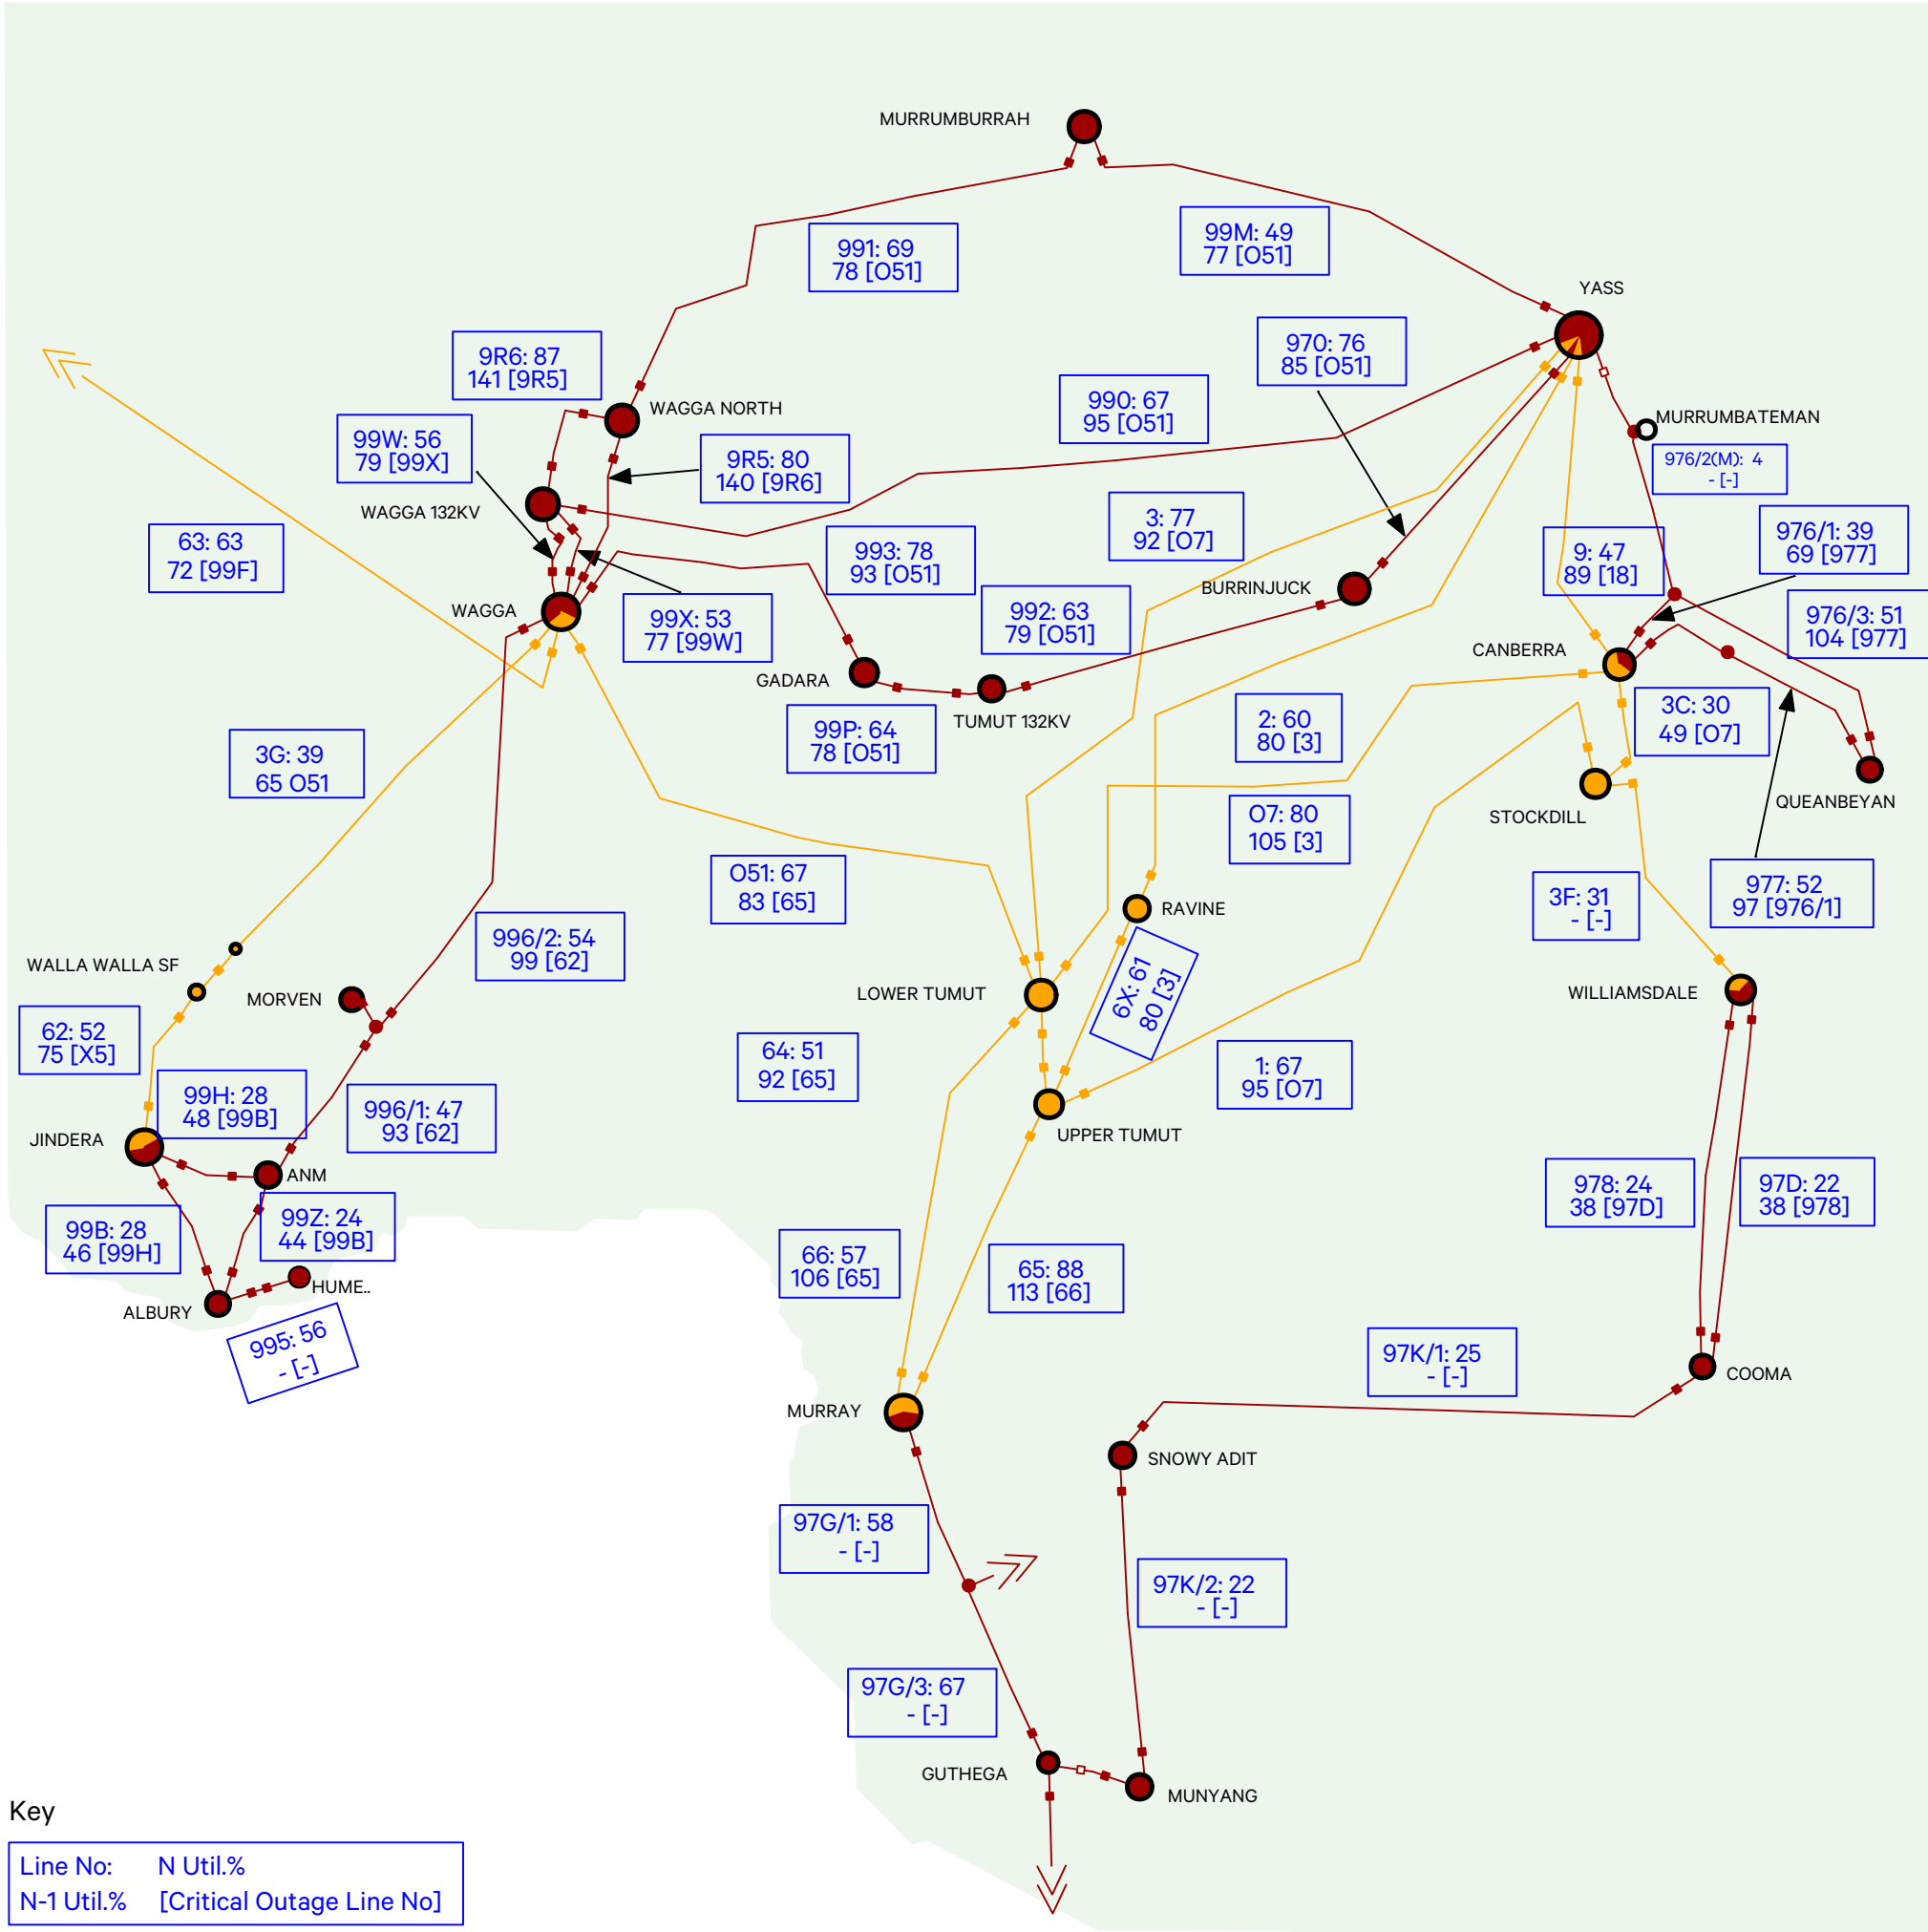 MURRUMBURRAH
991: 69
78 [O51]
99M: 49
77 [O51]
YASS
9R6: 87
141 [9R5]
970: 76
85 [O51]
WAGGA NORTH
990: 67
95 [O51]
MURRUMBATEMAN
976/2(M): 4
- [-]
99W: 56
79 [99X]
9R5: 80
140 [9R6]
WAGGA 132KV
3: 77
92 [O7]
976/1: 39
69 [977]
63: 63
72 [99F]
993: 78
93 [O51]
9: 47
89 [18]
BURRINJUCK
WAGGA
99X: 53
77 [99W]
992: 63
79 [O51]
976/3: 51
104 [977]
CANBERRA
GADARA
TUMUT 132KV
99P: 64
78 [O51]
2: 60
80 [3]
3C: 30
49 [O7]
3G: 39
65 O51
QUEANBEYAN
STOCKDILL
O7: 80
105 [3]
O51: 67
83 [65]
3F: 31
- [-]
977: 52
97 [976/1]
RAVINE
996/2: 54
99 [62]
WALLA WALLA SF
MORVEN
LOWER TUMUT
6X: 61
80 [3]
WILLIAMSDALE
62: 52
75 [X5]
64: 51
92 [65]
1: 67
95 [O7]
99H: 28
48 [99B]
996/1: 47
93 [62]
JINDERA
UPPER TUMUT
ANM
978: 24
38 [97D]
97D: 22
38 [978]
99B: 28
46 [99H]
99Z: 24
44 [99B]
66: 57
106 [65]
65: 88
113 [66]
HUME..
ALBURY
995: 56
- [-]
97K/1: 25
- [-]
COOMA
MURRAY
SNOWY ADIT
97G/1: 58
- [-]
97K/2: 22
- [-]
97G/3: 67
- [-]
GUTHEGA
MUNYANG
Key
Line No: N Util.%
N-1 Util.% [Critical Outage Line No]